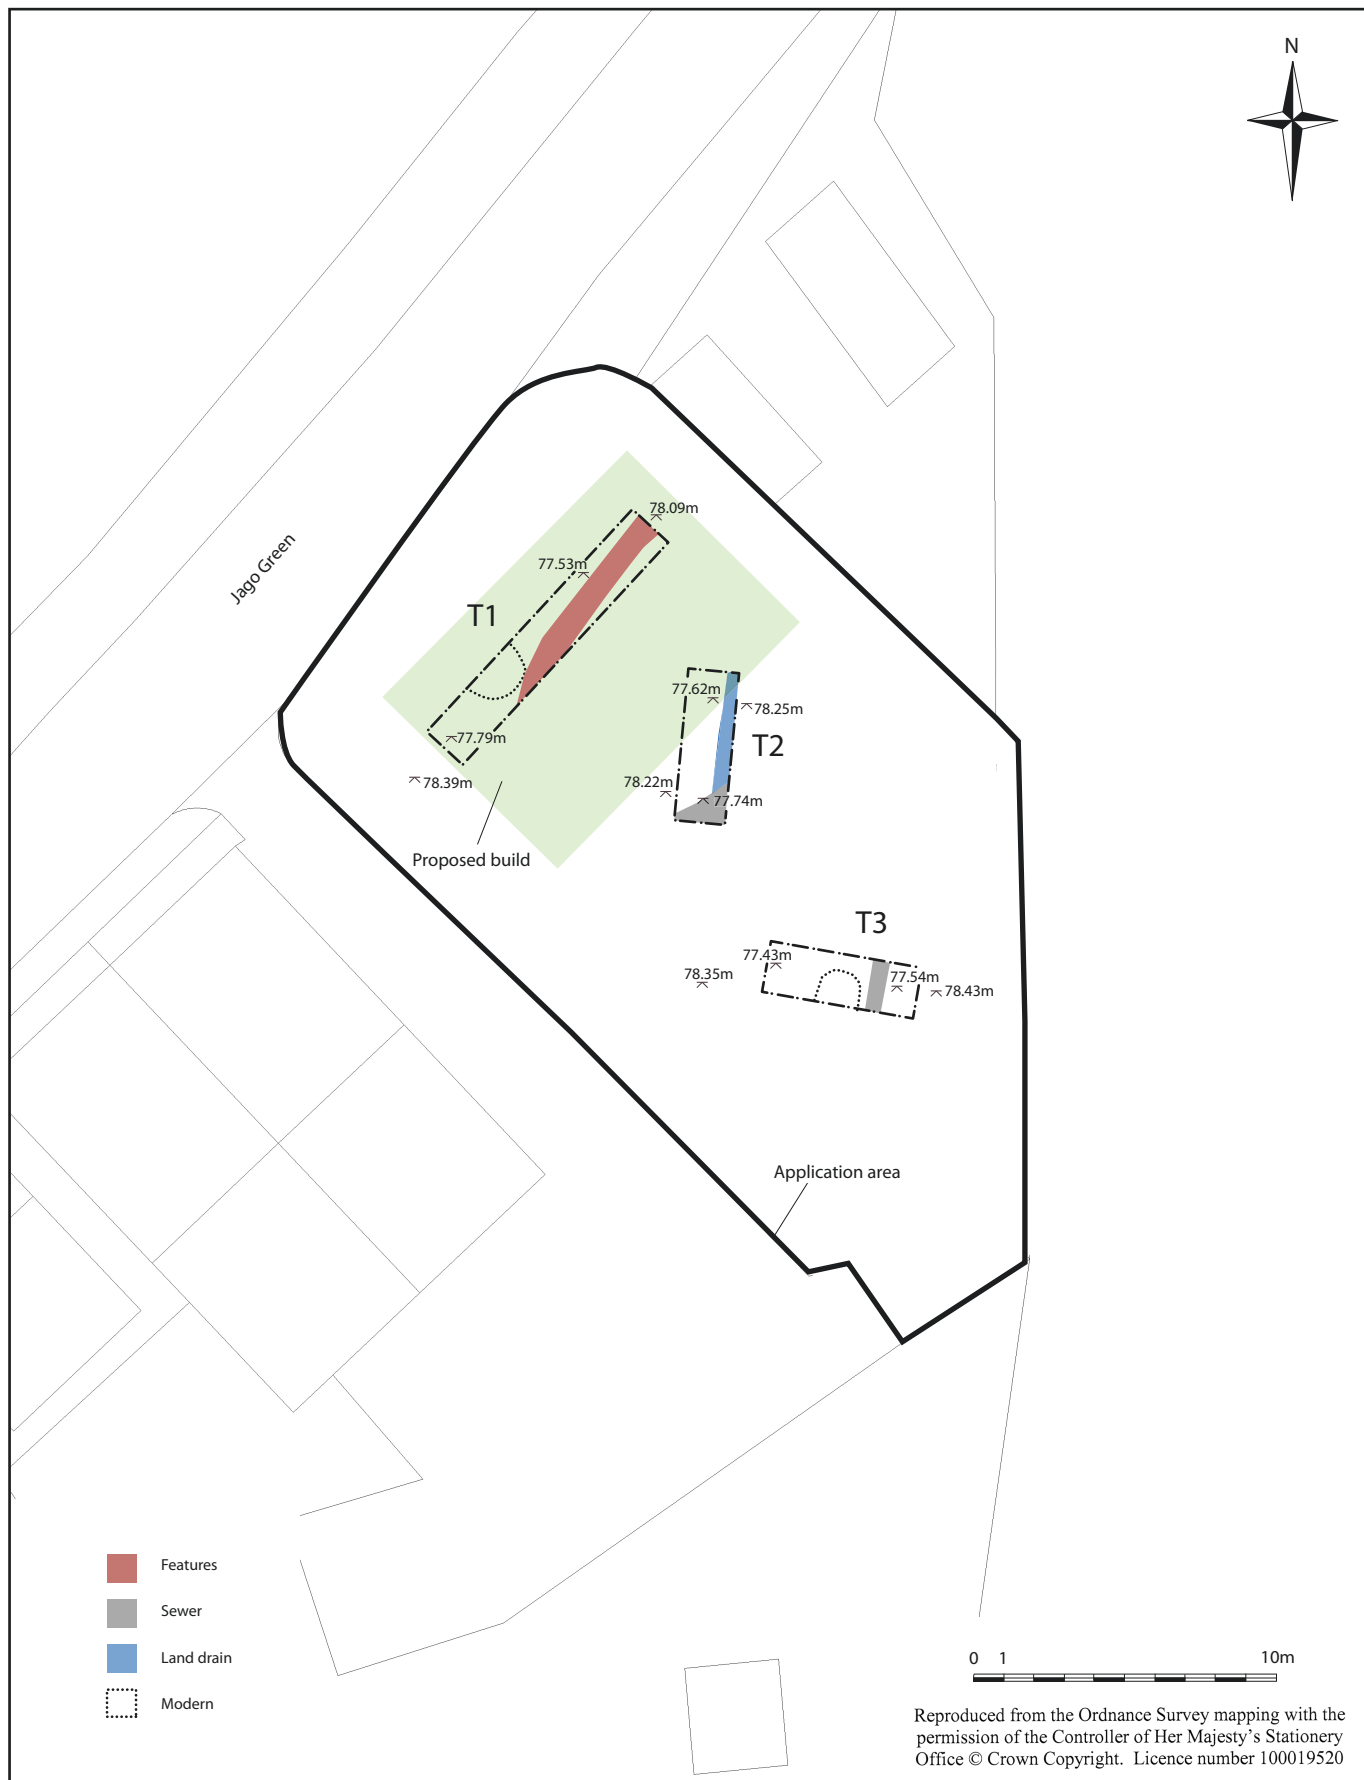 N
Jago Green
78.09m
77.53m
T1
77.62m
78.25m
77.79m
T2
78.39m
78.22m
77.74m
Proposed build
T3
77.43m
78.35m
77.54m
78.43m
Application area
Features
Sewer
Land drain
Modern
0 1 10m
Reproduced from the Ordnance Survey mapping with the
permission of the Controller of Her Majesty’s Stationery
Office © Crown Copyright. Licence number 100019520